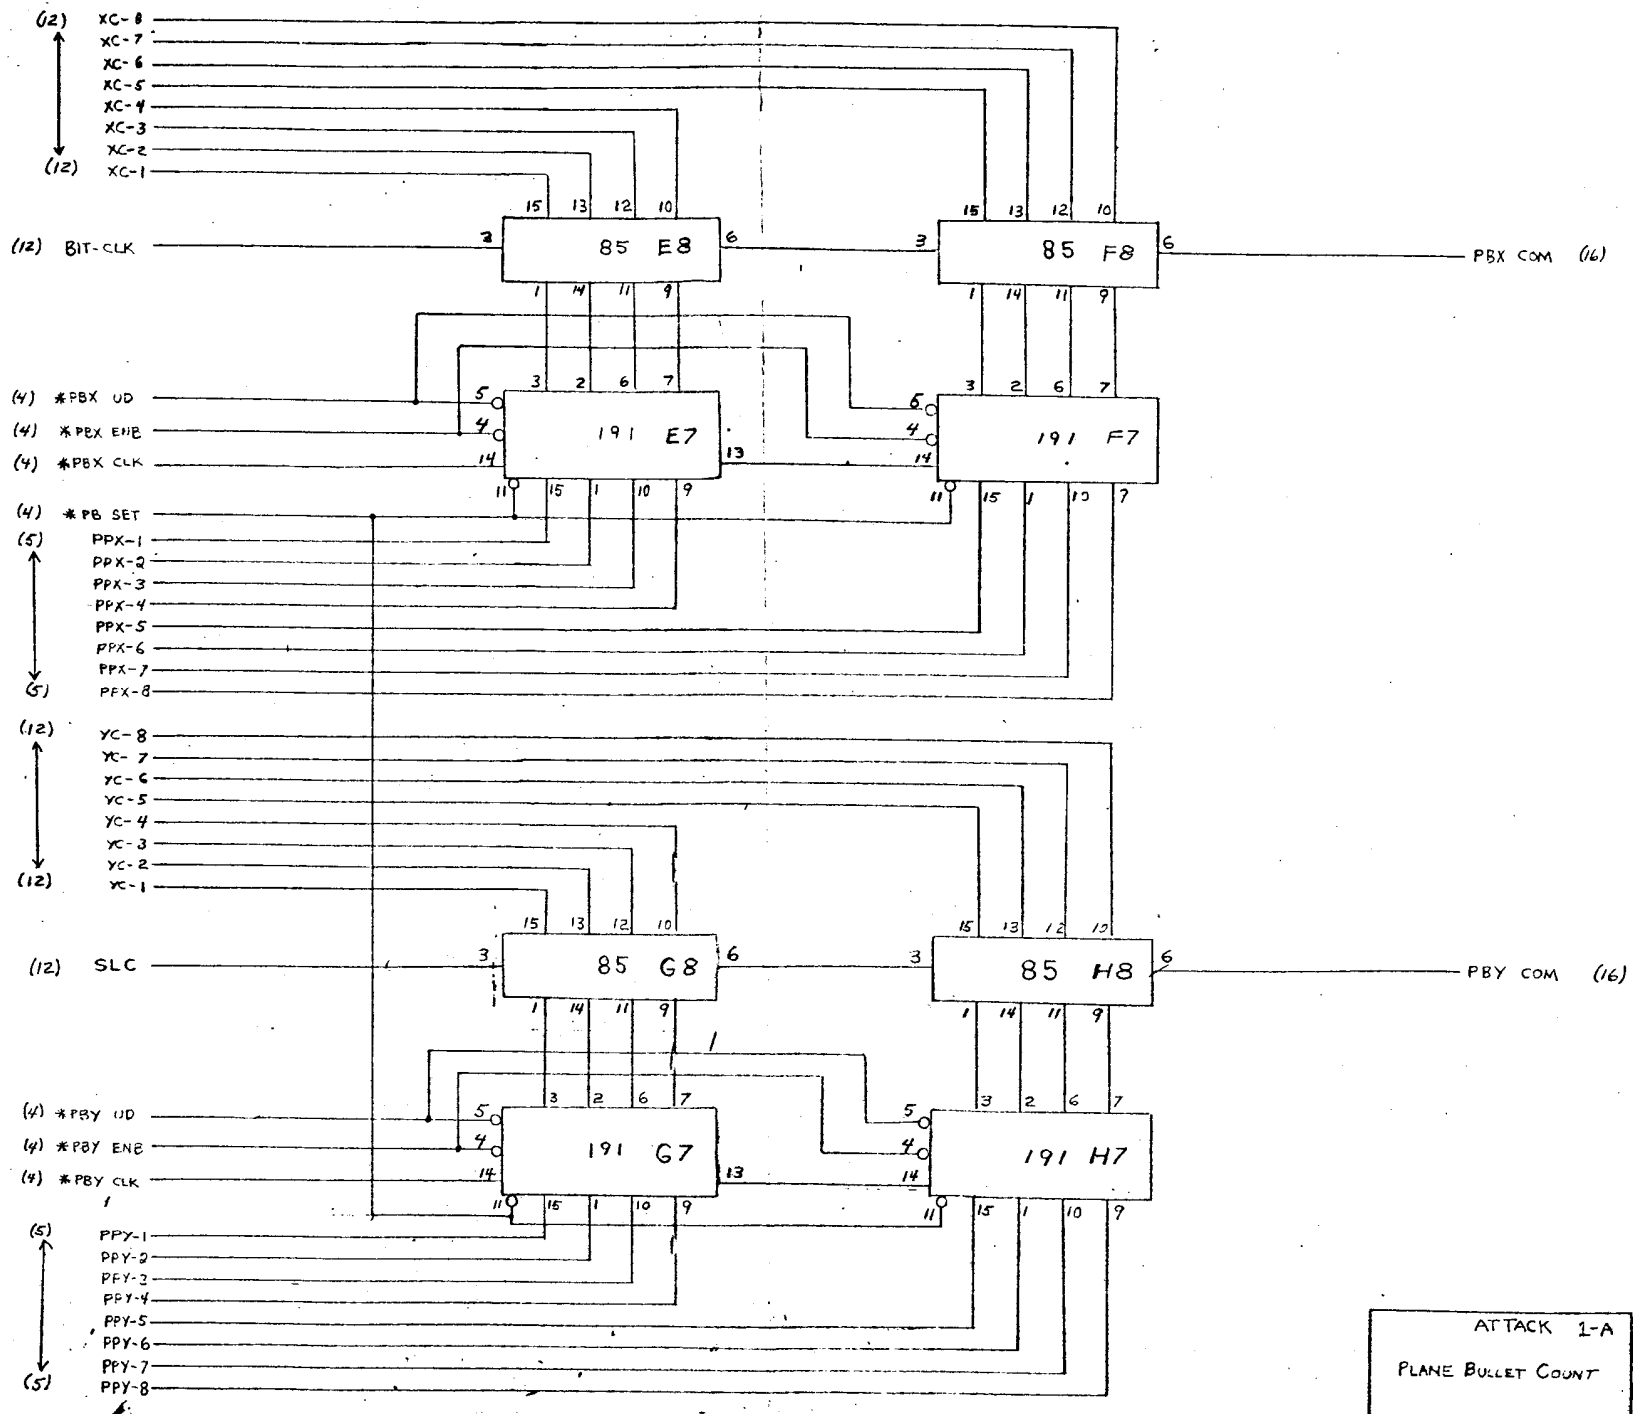 (12) XC-8
XC-7
XC-6
XC-5
XC-4
XC-3
XC-2
(12) XC-1
15 13 12 10
15 13 12 10
(12) BIT-CLK 3 85 E8 6 3 85 F8 6 PBX COM (16)
1 14 11 9
1 14 11 9
3 2 6 7
3 2 6 7
(4) *PBX UD 5 5
(4) *PBX ENB 4 191 E7 4 191 F7
(4) *PBX CLK 14 13 14
11 15 1 10 9
11 15 1 10 7
(4) *PB SET
(5) PPX-1
PPX-2
PPX-3
PPX-4
PPX-5
PPX-6
PPX-7
(5) PPX-8
(12) YC-8
YC-7
YC-6
YC-5
YC-4
YC-3
YC-2
(12) YC-1
15 13 12 10
15 13 12 10
(12) SLC 3 85 G8 6 3 85 H8 6 PBY COM (16)
1 14 11 9
1 14 11 9
3 2 6 7
3 2 6 7
(4) *PBY UD 5 5
(4) *PBY ENB 4 191 G7 4 191 H7
(4) *PBY CLK 14 13 14
11 15 1 10 9
11 15 1 10 9
(5) PPY-1
PPY-2
PPY-3
PPY-4
PPY-5
PPY-6
PPY-7
(5) PPY-8
ATTACK 1-A
PLANE BULLET COUNT